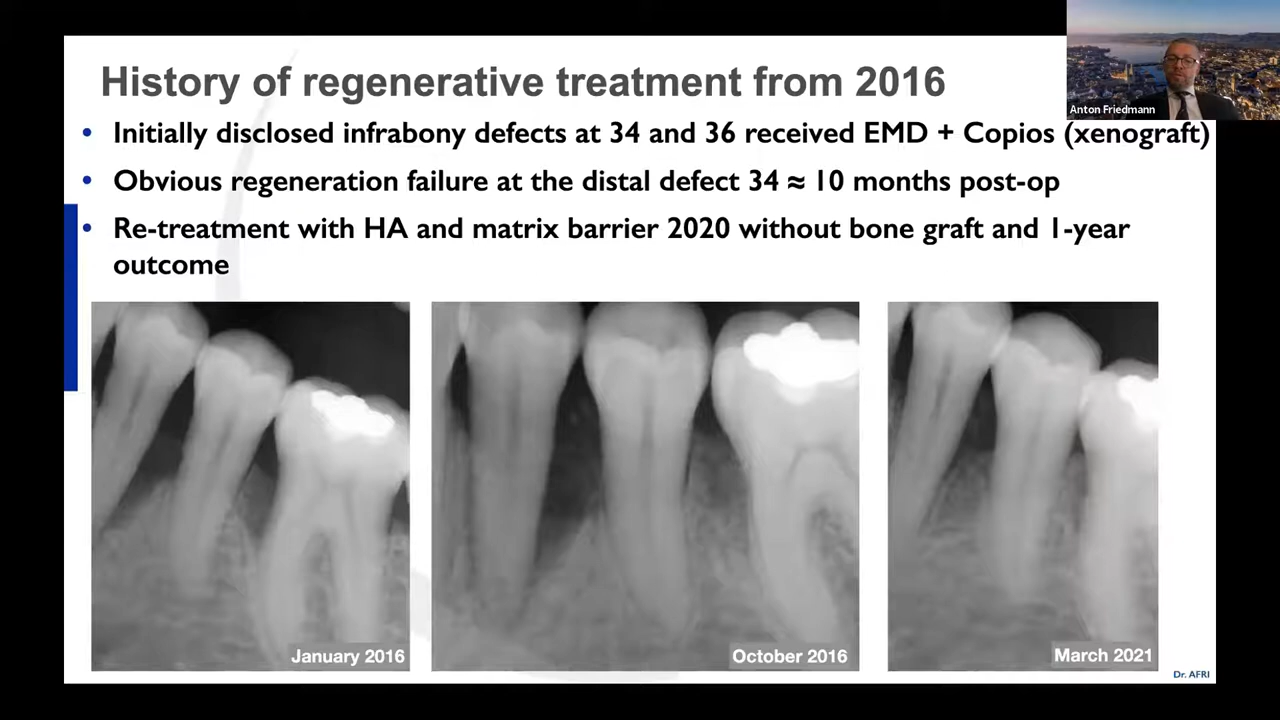 History of regenerative treatment from 2016
Anton Friedmann
• Initially disclosed infrabony defects at 34 and 36 received EMD + Copios (xenograft)
• Obvious regeneration failure at the distal defect 34 ≈ 10 months post-op
• Re-treatment with HA and matrix barrier 2020 without bone graft and 1-year
outcome
January 2016
October 2016
March 2021
Dr. AFRI